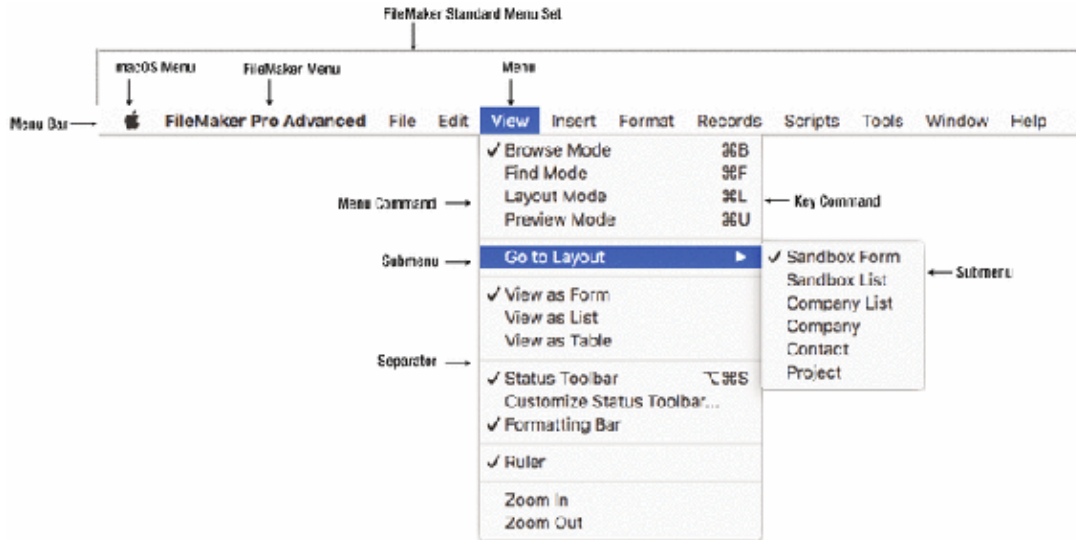 FileMaker Standard Menu Set
macOS Menu FileMaker Menu Menu
Menu Bar FileMaker Pro Advanced File Edit View Insert Format Records Scripts Tools Window Help
✓ Browse Mode ⌘B
Find Mode ⌘F
Menu Command Layout Mode ⌘L Key Command
Preview Mode ⌘U
Submenu Go to Layout ▶ ✓ Sandbox Form
Sandbox List Submenu
✓ View as Form Company List
View as List Company
View as Table Contact
Separator Project
✓ Status Toolbar ⌥⌘S
Customize Status Toolbar...
✓ Formatting Bar
✓ Ruler
Zoom In
Zoom Out